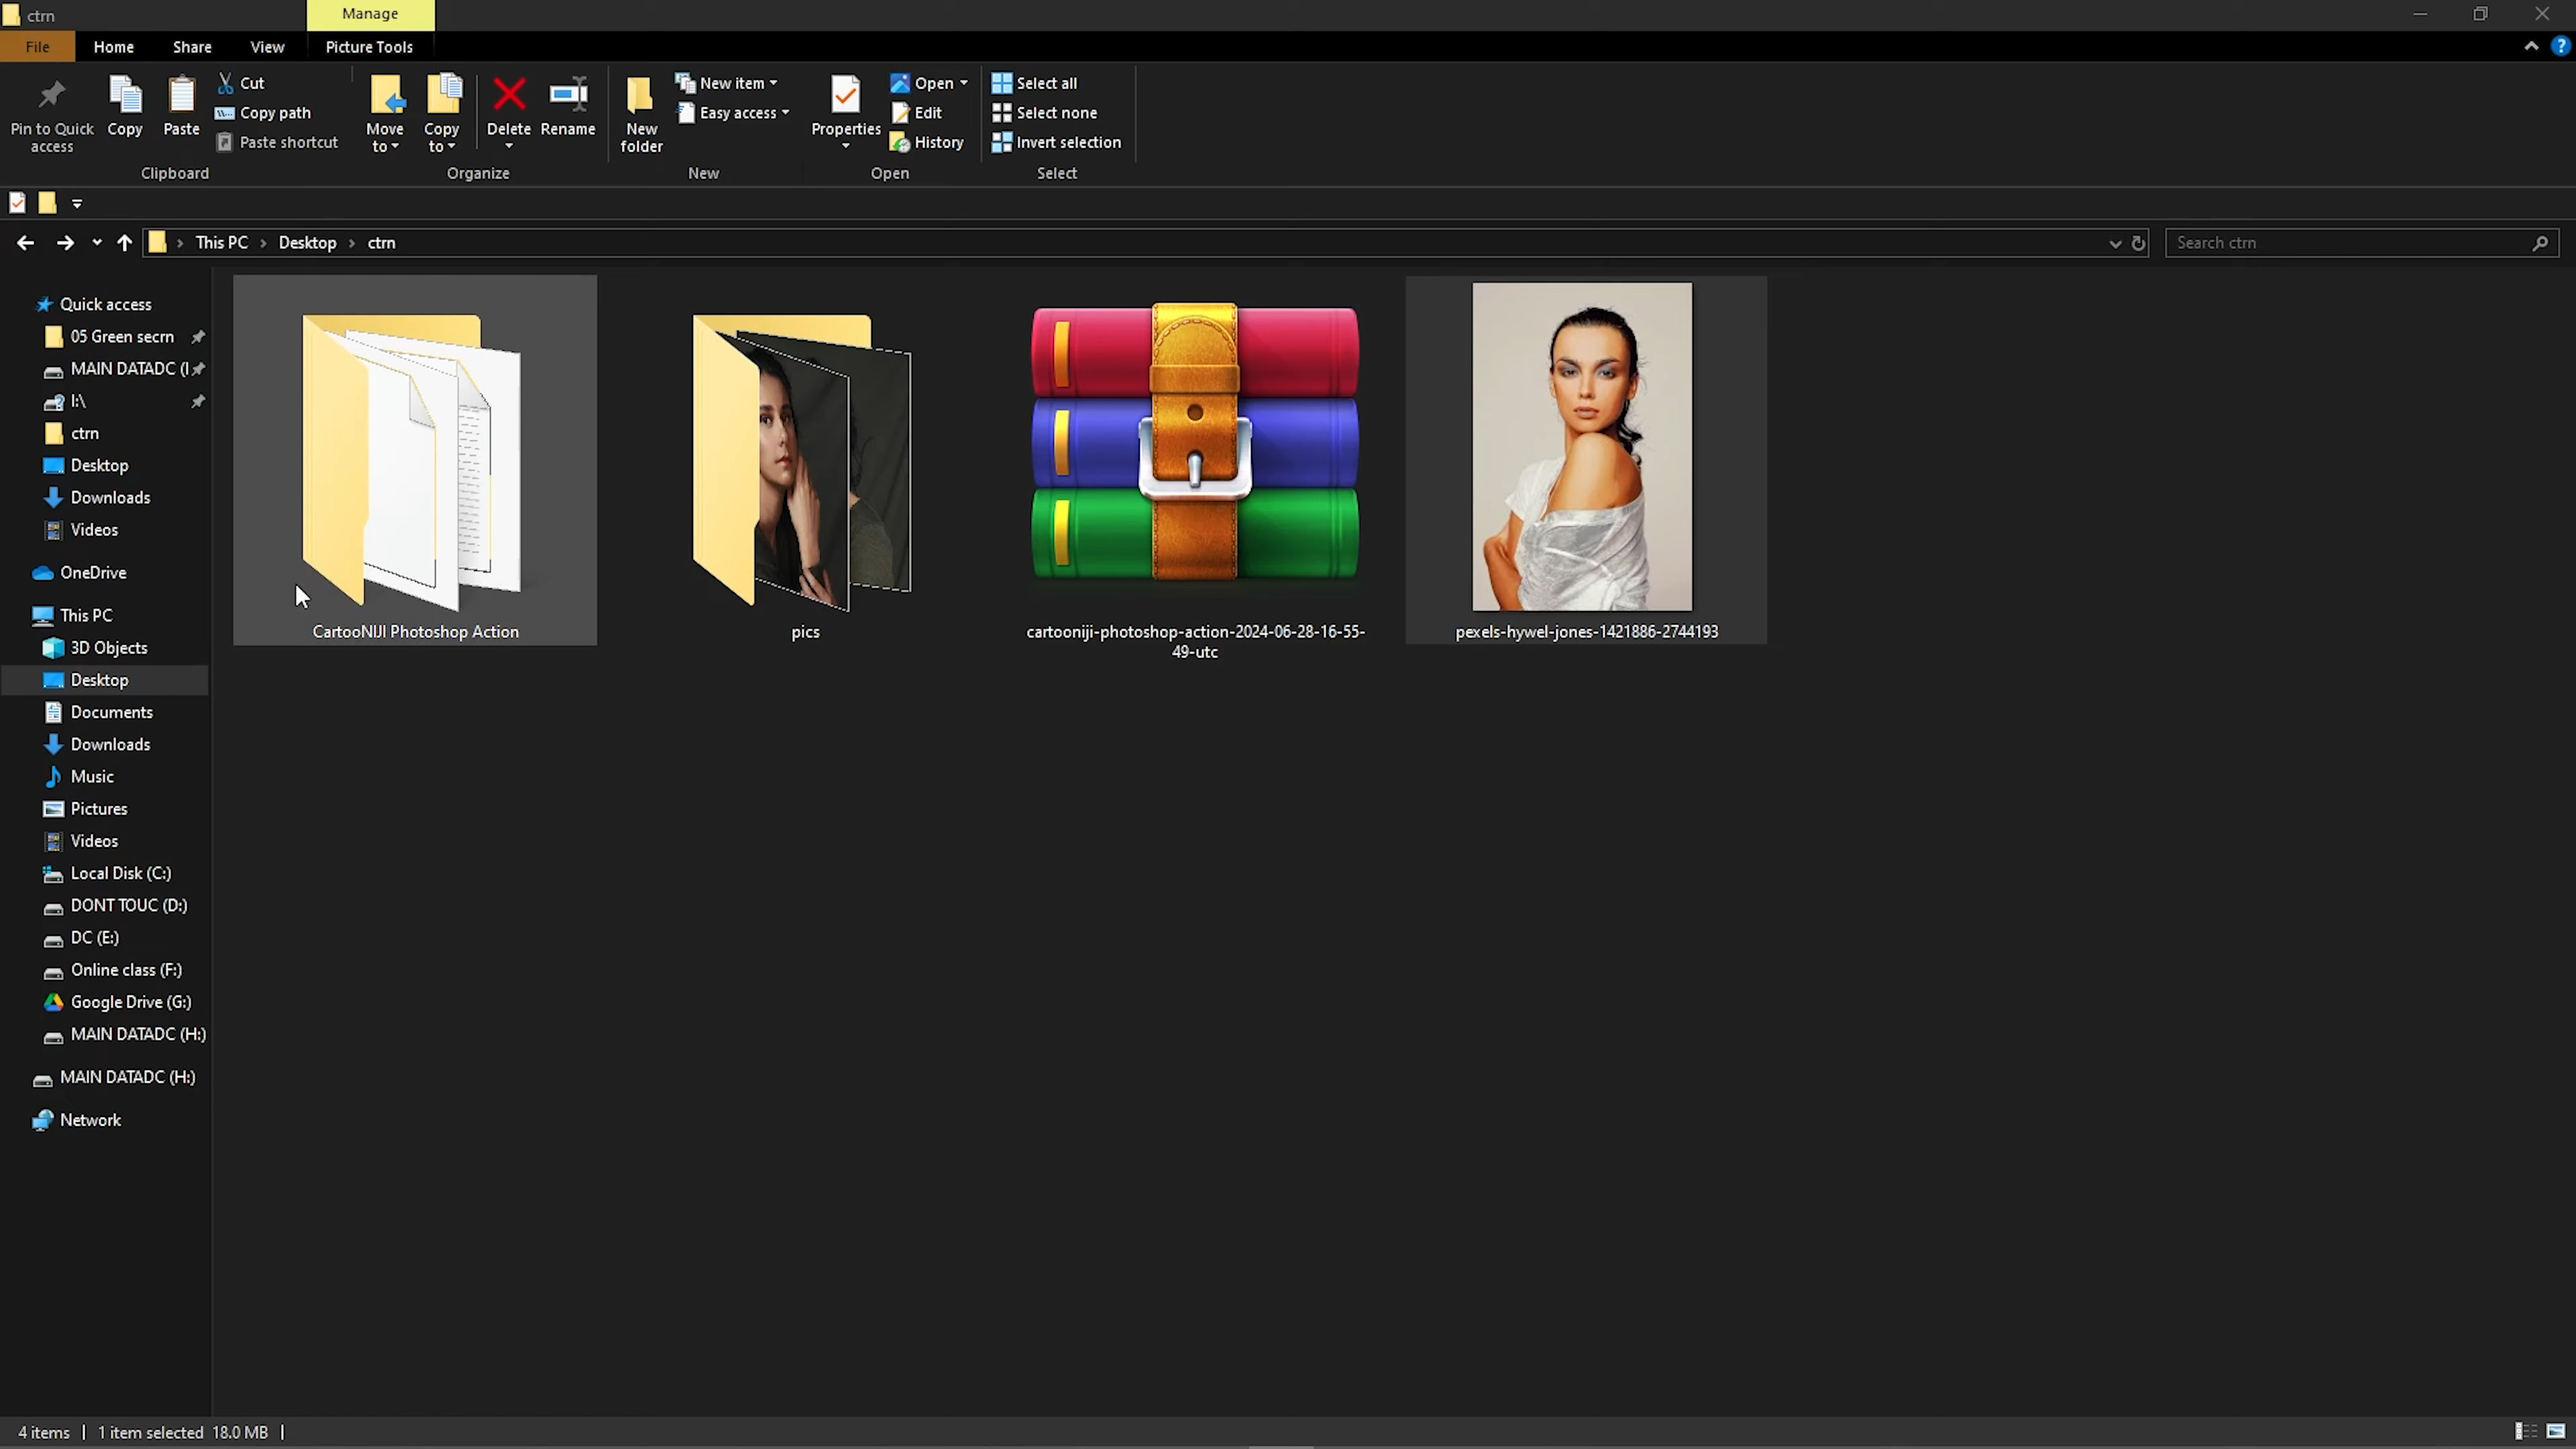 ctrn
Manage
File
Home
Share
View
Picture Tools
Pin to Quick
access
Copy
Paste
Cut
Copy path
Paste shortcut
Clipboard
Move
to
Copy
to
Delete
Rename
Organize
New
folder
New item
Easy access
New
Properties
Open
Edit
History
Open
Select all
Select none
Invert selection
Select
This PC
Desktop
ctrn
Search ctrn
Quick access
05 Green secrn
MAIN DATADC (I
I:\
ctrn
Desktop
Downloads
Videos
OneDrive
This PC
3D Objects
Desktop
Documents
Downloads
Music
Pictures
Videos
Local Disk (C:)
DONT TOUC (D:)
DC (E:)
Online class (F:)
Google Drive (G:)
MAIN DATADC (H:)
MAIN DATADC (H:)
Network
CartooNIJI Photoshop Action
pics
cartooniji-photoshop-action-2024-06-28-16-55-
49-utc
pexels-hywel-jones-1421886-2744193
4 items
1 item selected 18.0 MB